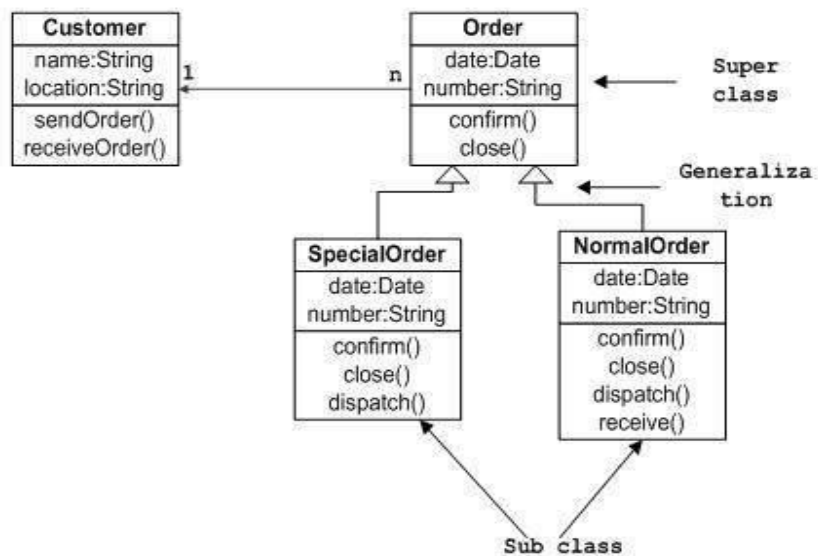 Customer
name:String
location:String
sendOrder()
receiveOrder()
1
n
Order
date:Date
number:String
confirm()
close()
Super
class
Generaliza
tion
SpecialOrder
date:Date
number:String
confirm()
close()
dispatch()
NormalOrder
date:Date
number:String
confirm()
close()
dispatch()
receive()
Sub class